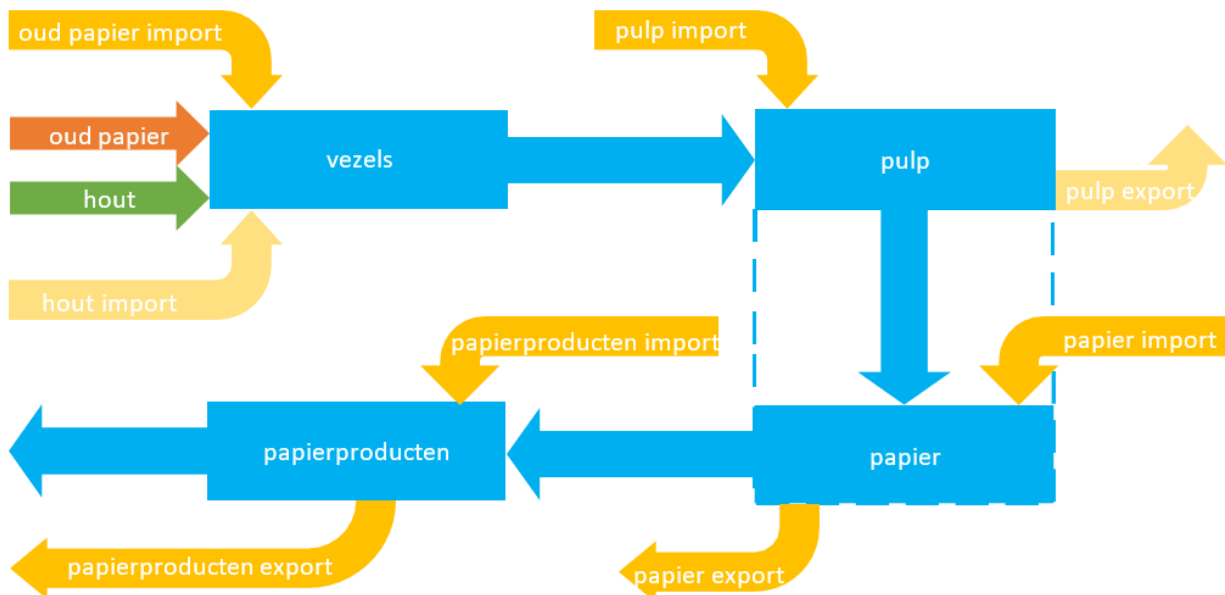 oud papier import
pulp import
oud papier
vezels
pulp
hout
pulp export
hout import
papierproducten import
papier import
papierproducten
papier
papierproducten export
papier export